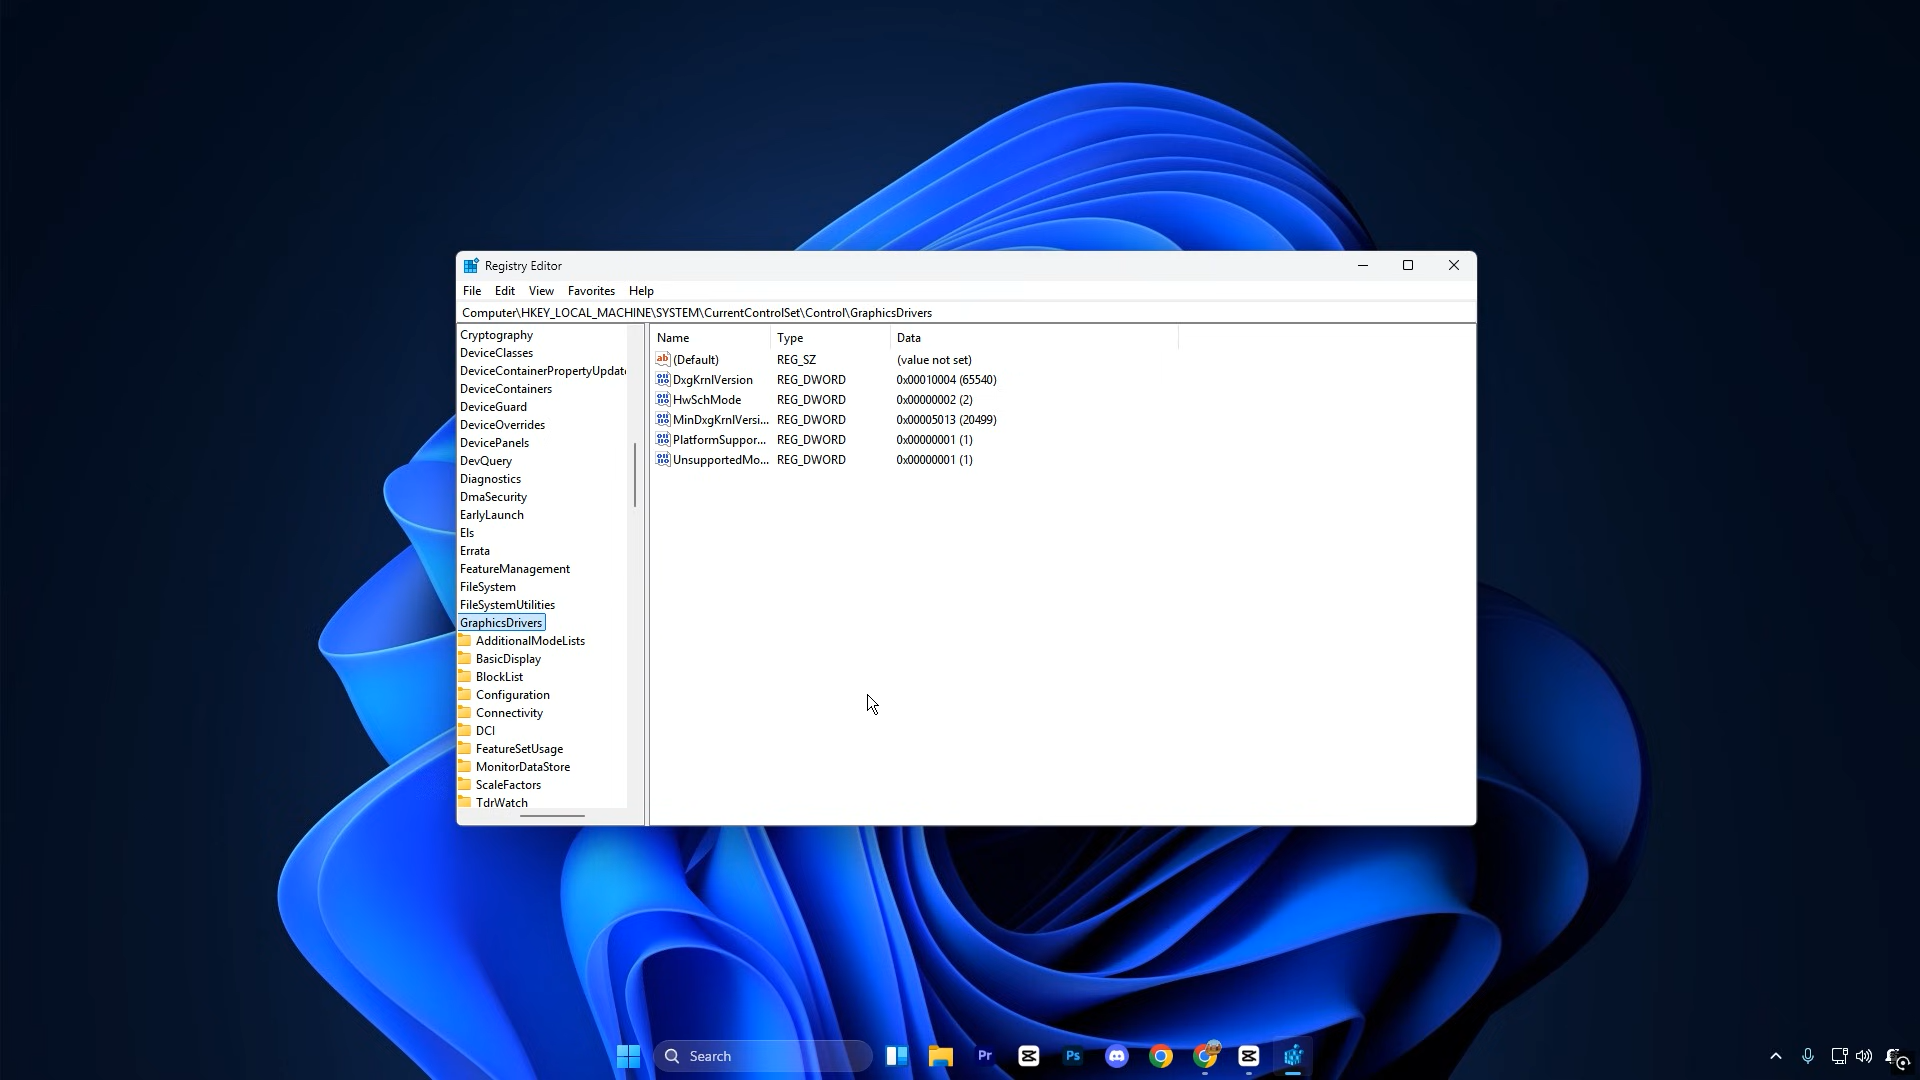 Registry Editor
File Edit View Favorites Help
Computer\HKEY_LOCAL_MACHINE\SYSTEM\CurrentControlSet\Control\GraphicsDrivers
Cryptography
DeviceClasses
DeviceContainerPropertyUpdat
DeviceContainers
DeviceGuard
DeviceOverrides
DevicePanels
DevQuery
Diagnostics
DmaSecurity
EarlyLaunch
Els
Errata
FeatureManagement
FileSystem
FileSystemUtilities
GraphicsDrivers
AdditionalModeLists
BasicDisplay
BlockList
Configuration
Connectivity
DCI
FeatureSetUsage
MonitorDataStore
ScaleFactors
TdrWatch
Name Type Data
ab (Default) REG_SZ (value not set)
DxgKrnlVersion REG_DWORD 0x00010004 (65540)
HwSchMode REG_DWORD 0x00000002 (2)
MinDxgKrnlVersi... REG_DWORD 0x00005013 (20499)
PlatformSuppor... REG_DWORD 0x00000001 (1)
UnsupportedMo... REG_DWORD 0x00000001 (1)
Search Pr Ps